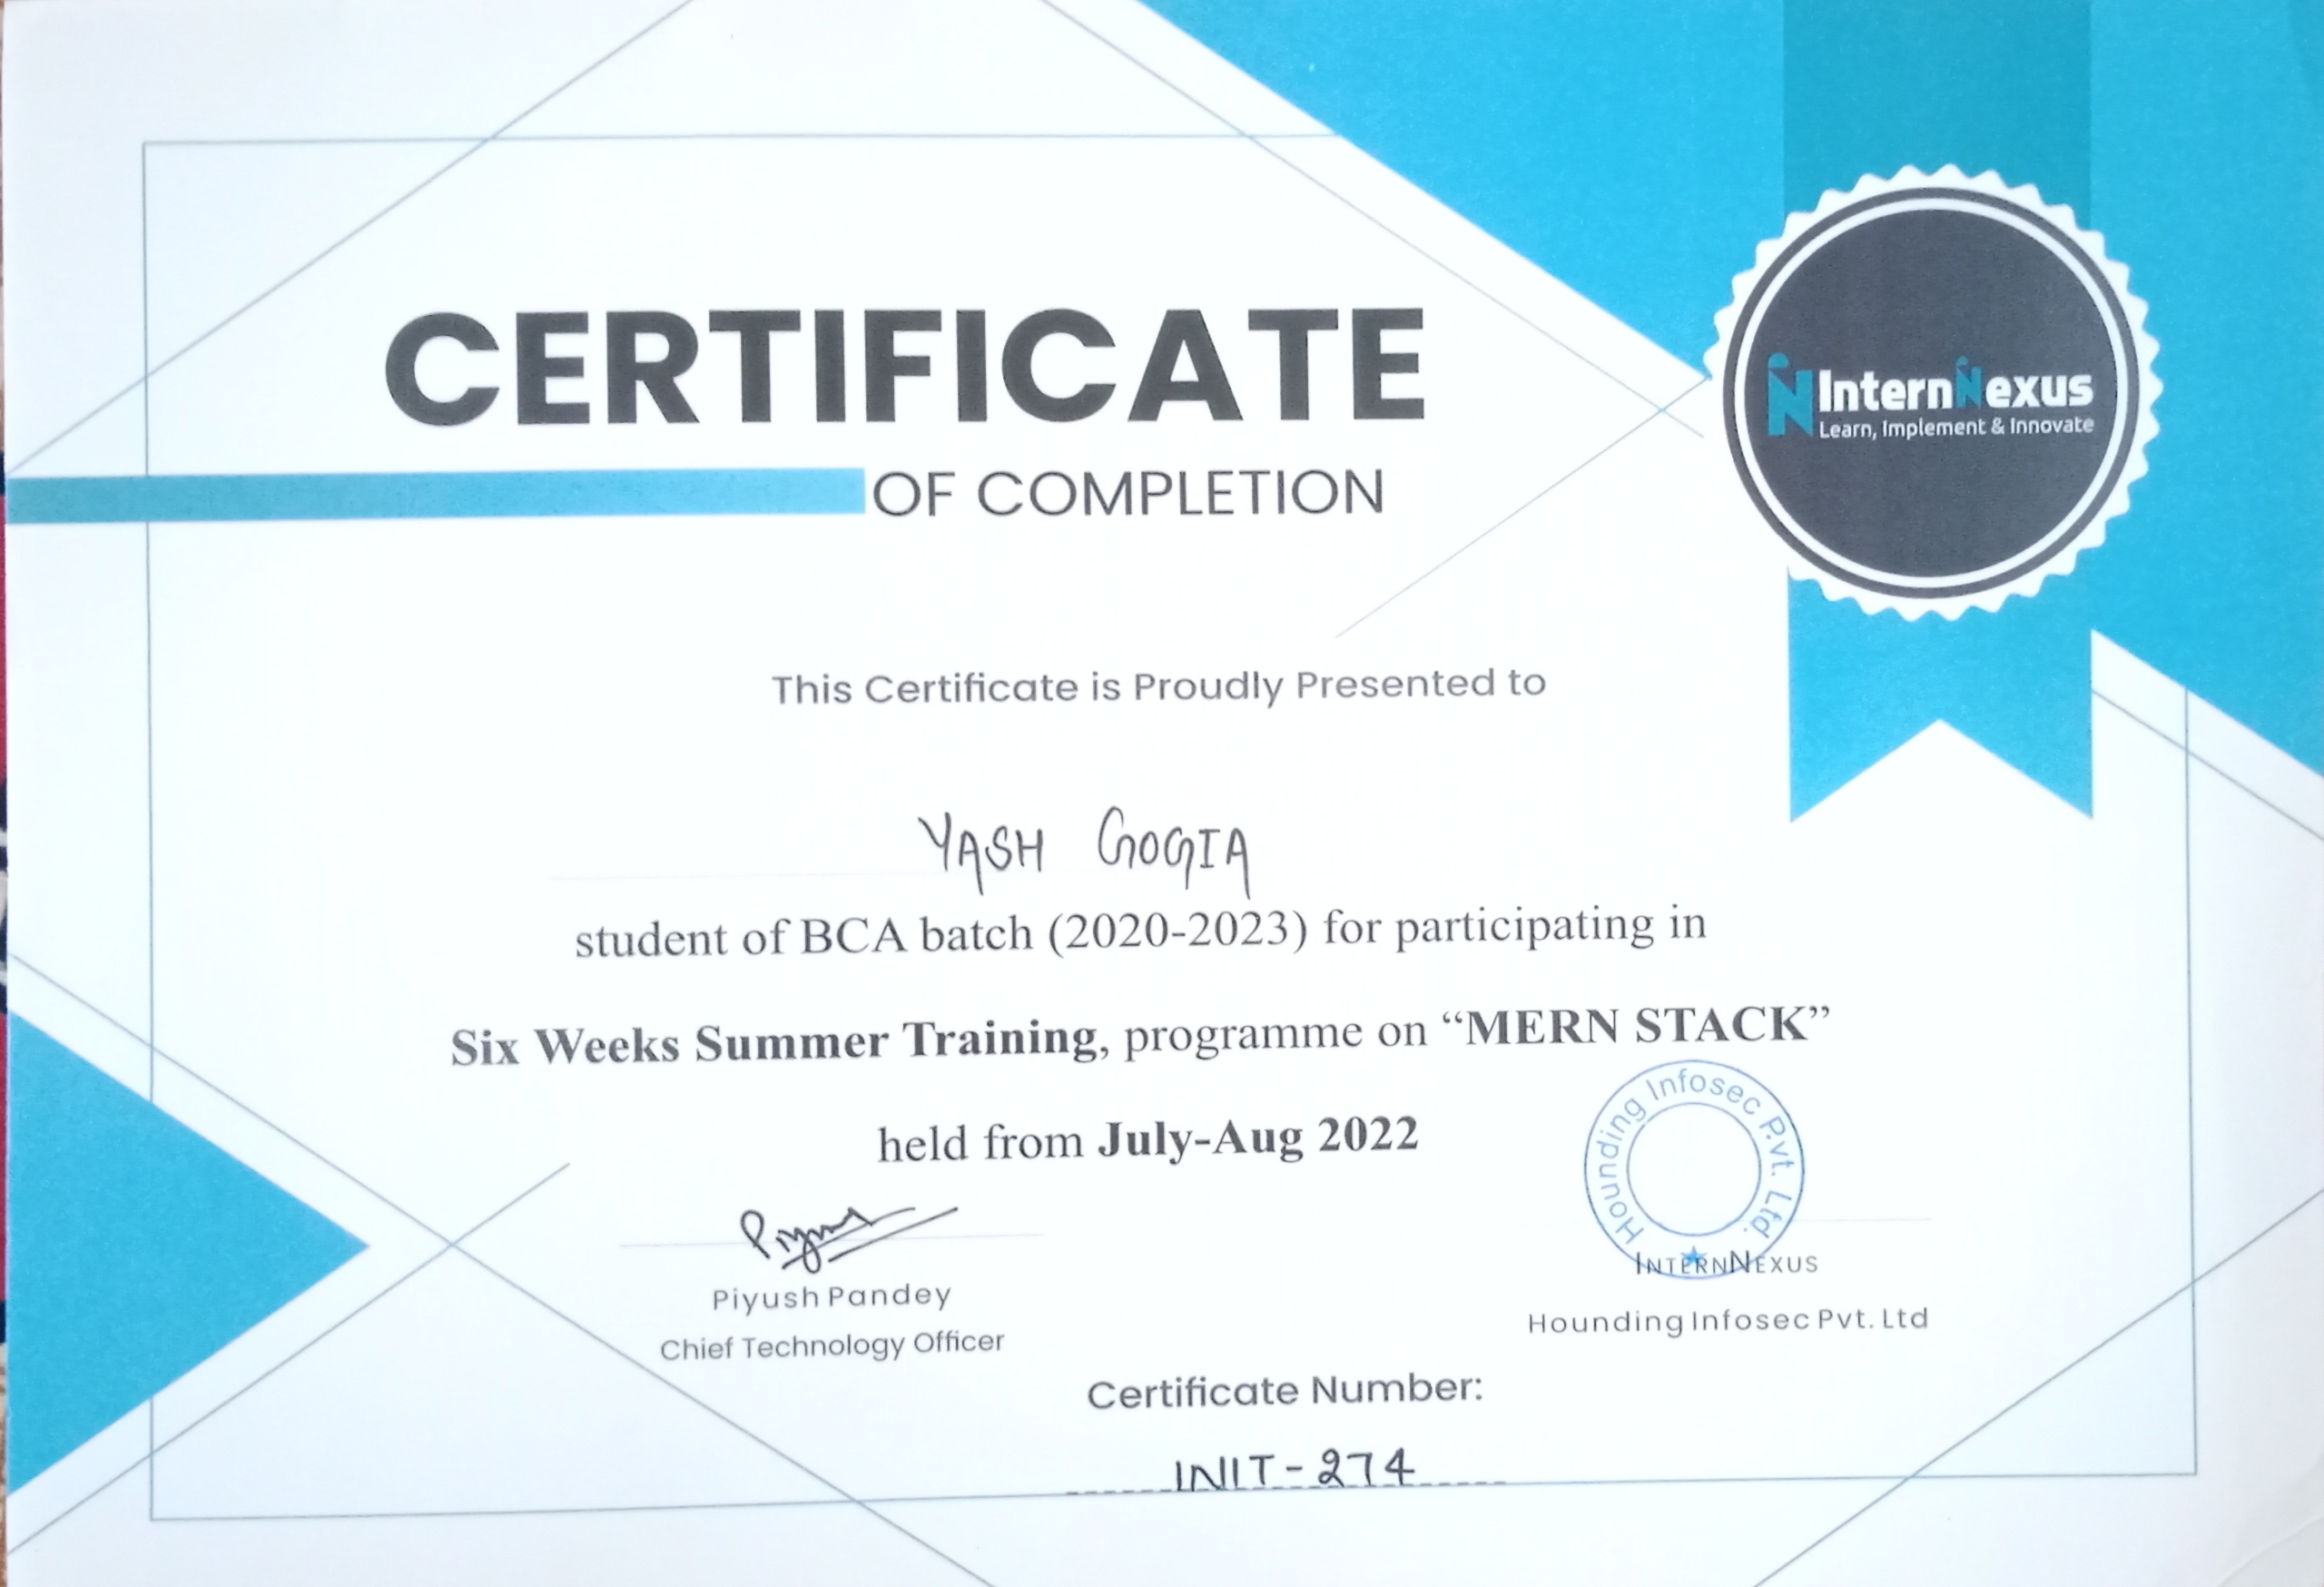 InternNexus
Learn, Implement & Innovate
CERTIFICATE
OF COMPLETION
This Certificate is Proudly Presented to
YASH GOGIA
student of BCA batch (2020-2023) for participating in
Six Weeks Summer Training, programme on “MERN STACK”
held from July-Aug 2022
Piyush
Piyush Pandey
Chief Technology Officer
Hounding Infosec Pvt. Ltd.
INTERNNEXUS
Hounding Infosec Pvt. Ltd
Certificate Number:
INIT-274